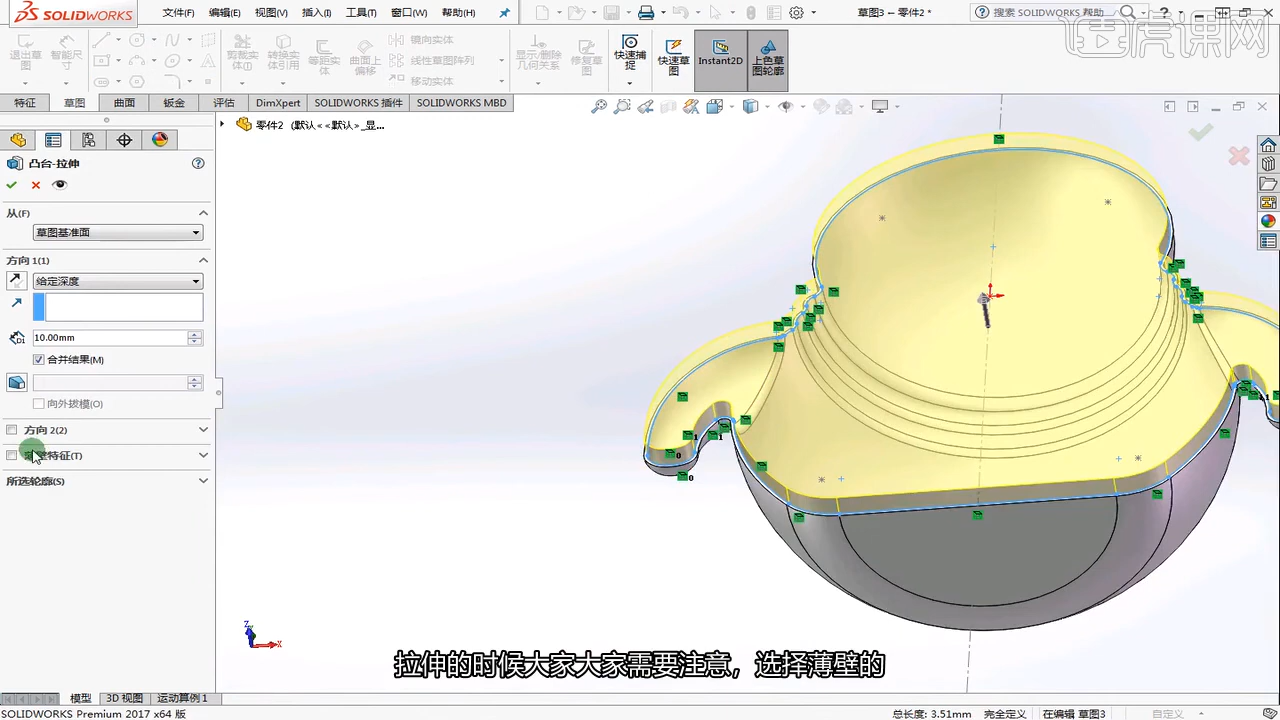 SOLIDWORKS
文件(F) 编辑(E) 视图(V) 插入(I) 工具(T) 窗口(W) 帮助(H)
草图3 - 零件2 *
搜索 SOLIDWORKS 帮助
虎课网
退出草图
智能尺寸
剪裁实体(I)
转换实体引用
等距实体
曲面上偏移
镜向实体
线性草图阵列
移动实体
显示/删除几何关系
修复草图
快速捕捉
快速草图
Instant2D
上色草图轮廓
特征 草图 曲面 钣金 评估 DimXpert SOLIDWORKS 插件 SOLIDWORKS MBD
零件2 (默认<<默认>_显...
凸台-拉伸
从(F)
草图基准面
方向 1(1)
给定深度
10.00mm
合并结果(M)
向外拔模(O)
方向 2(2)
特征(T)
所选轮廓(S)
Z
X
拉伸的时候大家大家需要注意，选择薄壁的
模型 3D 视图 运动算例 1
SOLIDWORKS Premium 2017 x64 版
总长度: 3.51mm 完全定义 在编辑 草图3 自定义